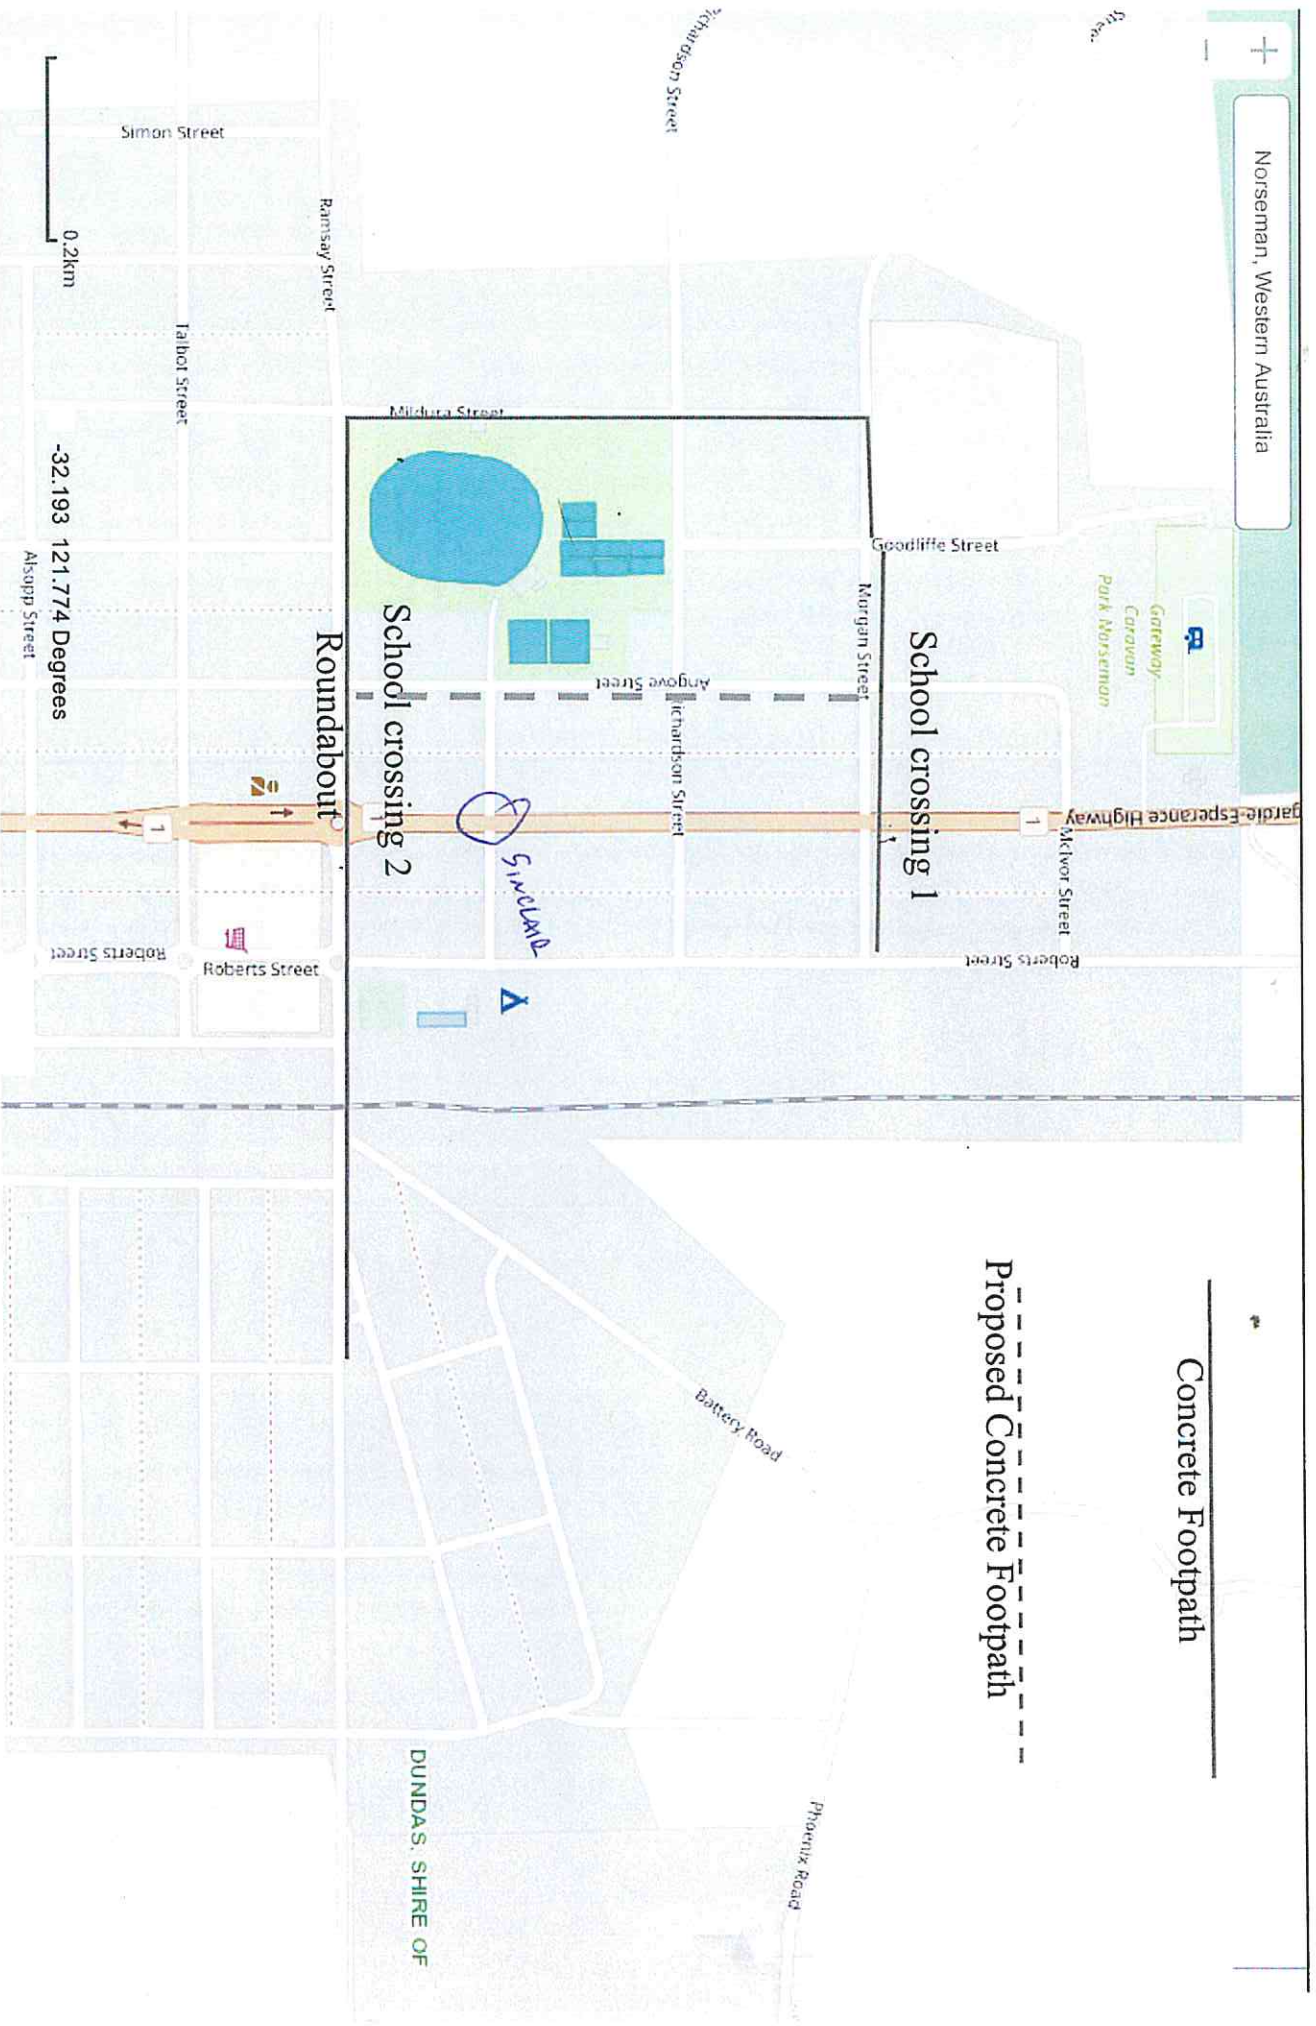 +
−
Norseman, Western Australia
Concrete Footpath
Proposed Concrete Footpath
Gateway
Caravan
Park Norseman
gardie-Esperance Highway
1
McIvor Street
Roberts Street
Goodliffe Street
School crossing 1
Morgan Street
Richardson Street
Angove Street
Mildura Street
SINCLAIR
School crossing 2
1
Roundabout
Ramsay Street
Roberts Street
Simon Street
Talbot Street
1
Roberts Street
Battery Road
Phoenix Road
DUNDAS, SHIRE OF
0.2km
-32.193 121.774 Degrees
Alsopp Street